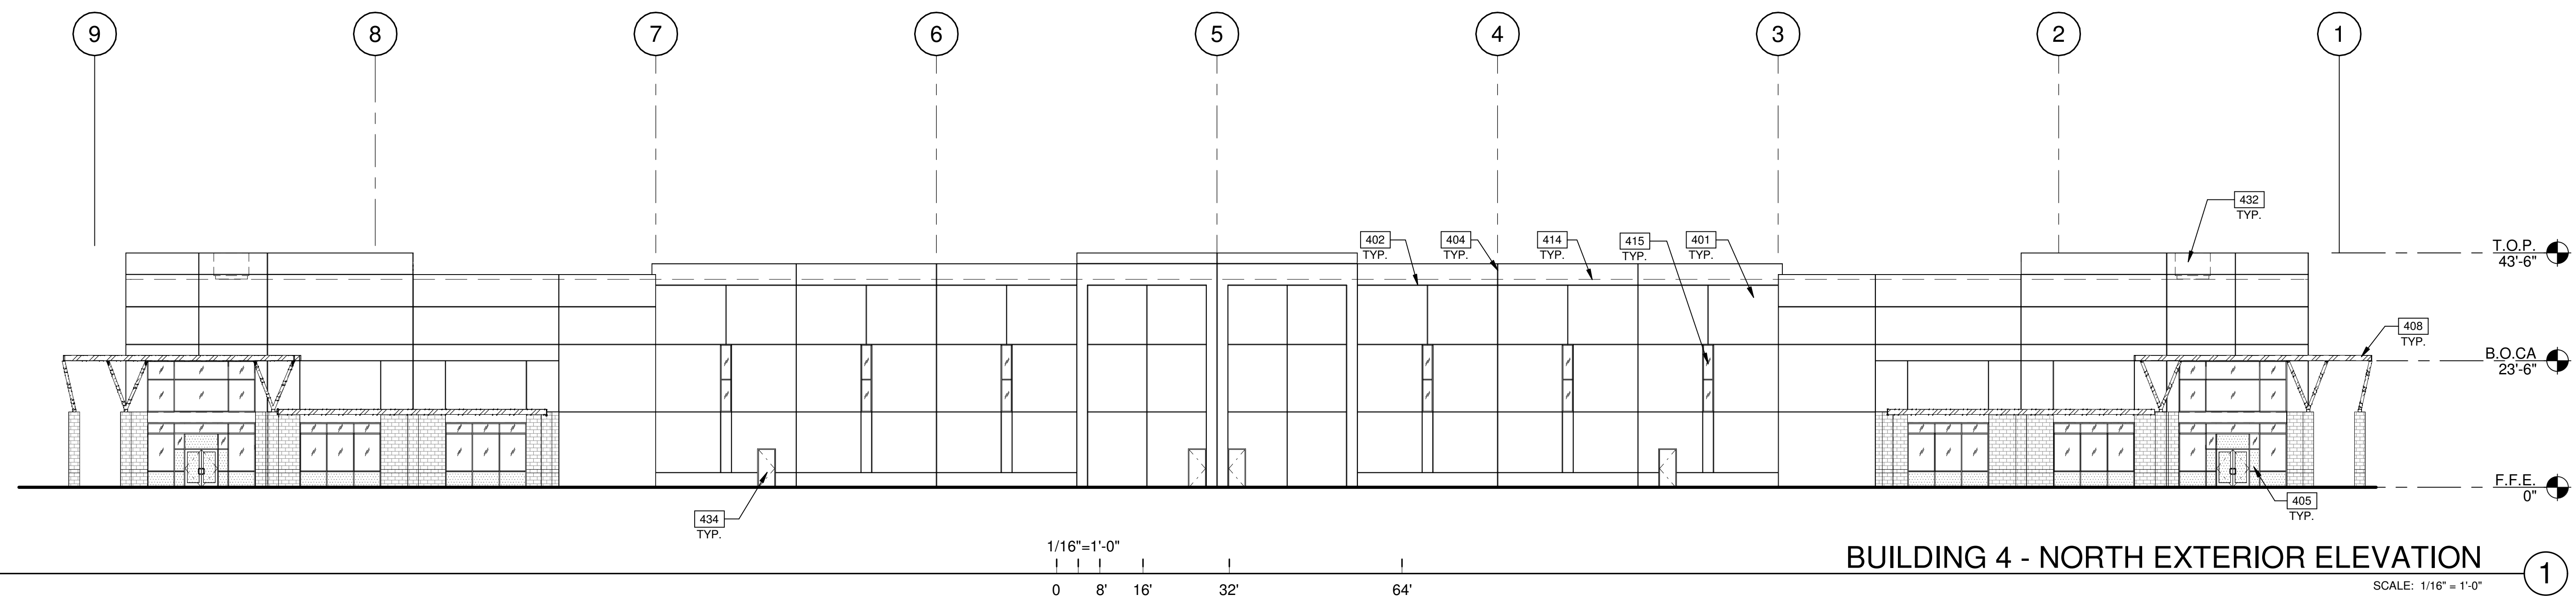 9 8 7 6 5 4 3 2 1
432
TYP.
402 404 414 415 401
TYP. TYP. TYP. TYP. TYP.
T.O.P.
43'-6"
408
TYP.
B.O.CA
23'-6"
F.F.E.
0"
405
TYP.
434
TYP.
1/16"=1'-0"
0 8' 16' 32' 64'
BUILDING 4 - NORTH EXTERIOR ELEVATION
1
SCALE: 1/16" = 1'-0"